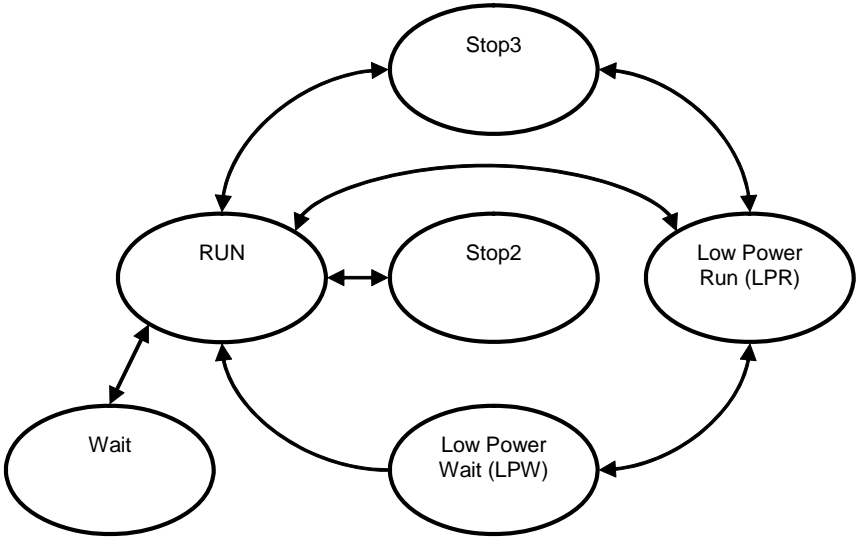 Stop3
RUN
Stop2
Low Power
Run (LPR)
Wait
Low Power
Wait (LPW)